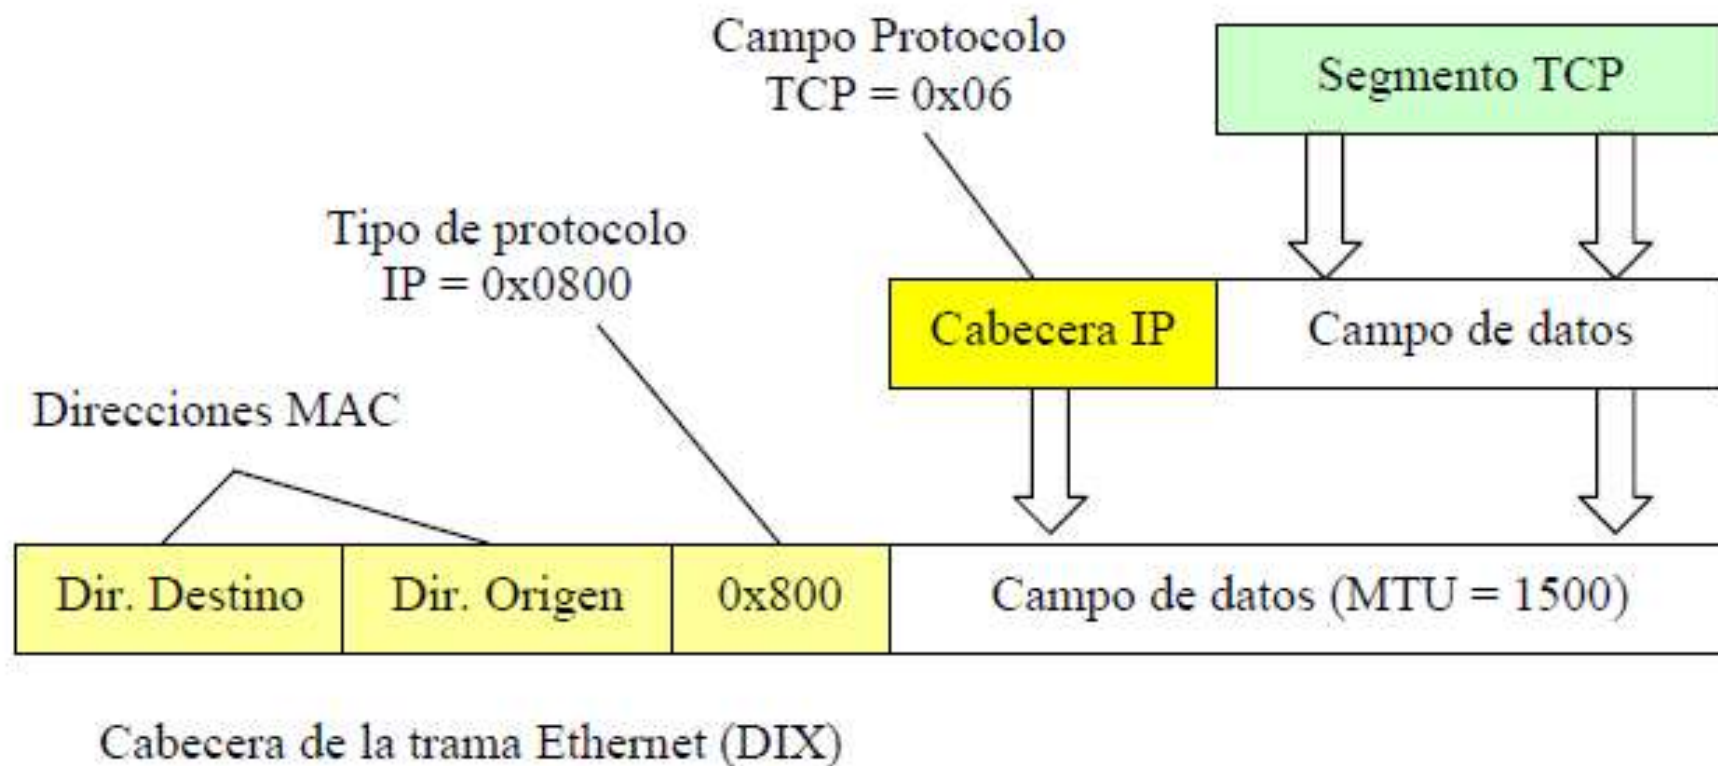 Campo Protocolo
TCP = 0x06
Segmento TCP
Tipo de protocolo
IP = 0x0800
Cabecera IP
Campo de datos
Direcciones MAC
Dir. Destino
Dir. Origen
0x800
Campo de datos (MTU = 1500)
Cabecera de la trama Ethernet (DIX)